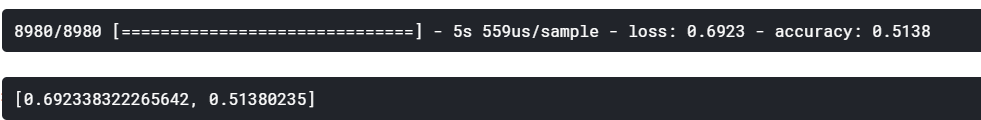 8980/8980 [==============================] - 5s 559us/sample - loss: 0.6923 - accuracy: 0.5138
[0.692338322265642, 0.51380235]